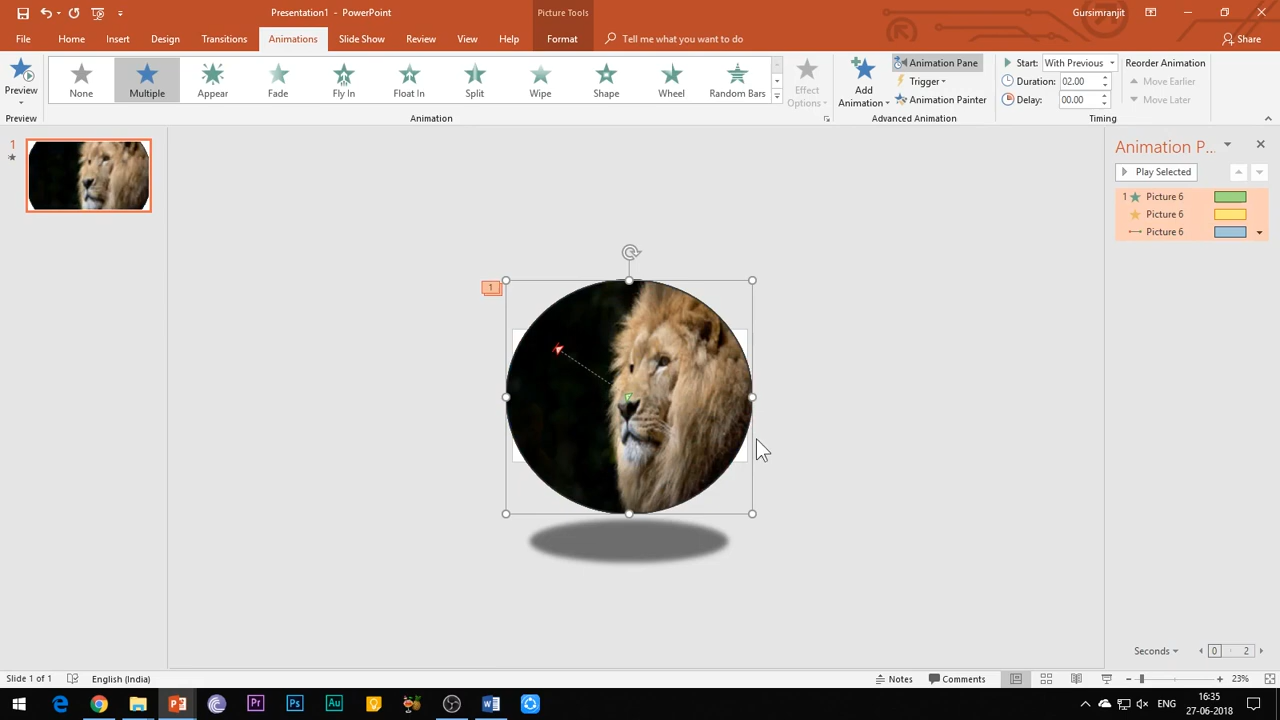 Presentation1 - PowerPoint
Picture Tools
Gursimranjit
File
Home
Insert
Design
Transitions
Animations
Slide Show
Review
View
Help
Format
Tell me what you want to do
Share
Preview
None
Multiple
Appear
Fade
Fly In
Float In
Split
Wipe
Shape
Wheel
Random Bars
Effect
Options
Add
Animation
Animation Pane
Trigger
Animation Painter
Start: With Previous
Duration: 02.00
Delay: 00.00
Reorder Animation
Move Earlier
Move Later
Preview
Animation
Advanced Animation
Timing
1
Animation P...
Play Selected
1 Picture 6
Picture 6
Picture 6
1
Seconds 0 2
Slide 1 of 1
English (India)
Notes
Comments
23%
Pr
Ps
Au
ENG
16:35
27-06-2018